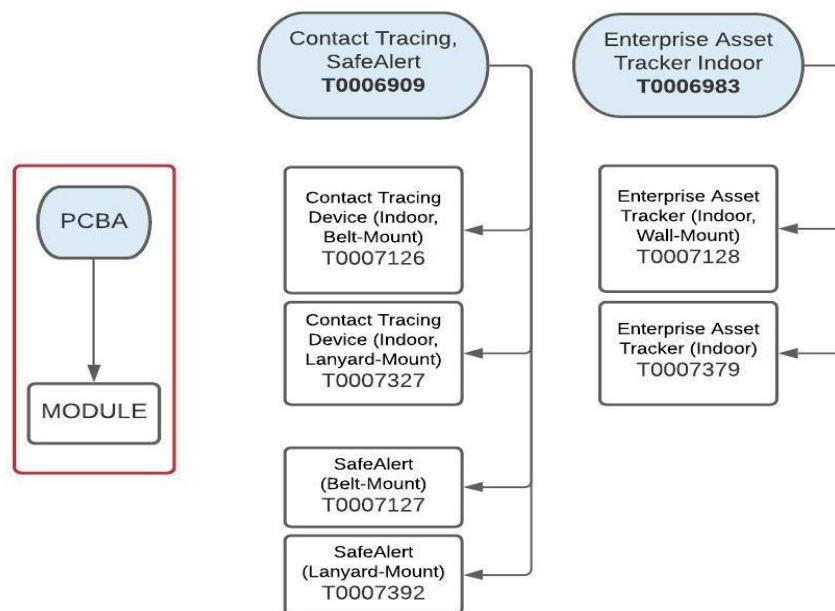 Contact Tracing,
SafeAlert
T0006909
Enterprise Asset
Tracker Indoor
T0006983
PCBA
MODULE
Contact Tracing
Device (Indoor,
Belt-Mount)
T0007126
Contact Tracing
Device (Indoor,
Lanyard-Mount)
T0007327
SafeAlert
(Belt-Mount)
T0007127
SafeAlert
(Lanyard-Mount)
T0007392
Enterprise Asset
Tracker (Indoor,
Wall-Mount)
T0007128
Enterprise Asset
Tracker (Indoor)
T0007379